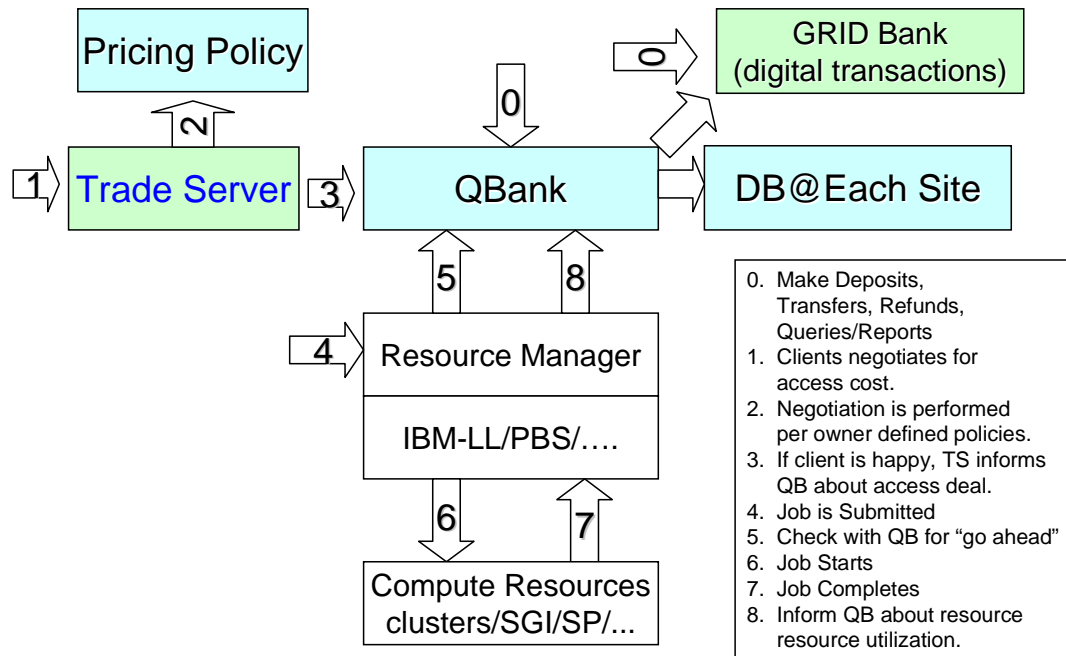 Pricing Policy
GRID Bank
(digital transactions)
0
0
2
1
Trade Server
3
QBank
DB@Each Site
5
8
4
Resource Manager
IBM-LL/PBS/….
6
7
Compute Resources
clusters/SGI/SP/...
0. Make Deposits,
Transfers, Refunds,
Queries/Reports
1. Clients negotiates for
access cost.
2. Negotiation is performed
per owner defined policies.
3. If client is happy, TS informs
QB about access deal.
4. Job is Submitted
5. Check with QB for “go ahead”
6. Job Starts
7. Job Completes
8. Inform QB about resource
resource utilization.